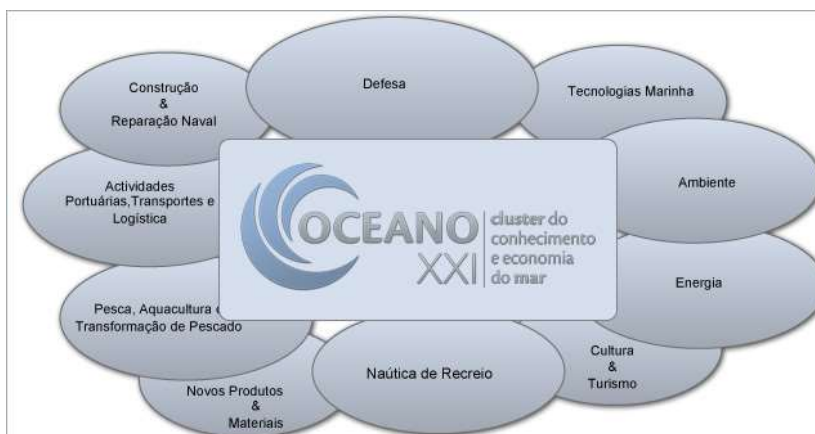 Construção
&
Reparação Naval
Defesa
Tecnologias Marinha
Actividades
Portuárias,Transportes e
Logística
OCEANO
XXI
cluster do
conhecimento
e economia
do mar
Ambiente
Pesca, Aquacultura e
Transformação de Pescado
Energia
Novos Produtos
&
Materiais
Naútica de Recreio
Cultura
&
Turismo